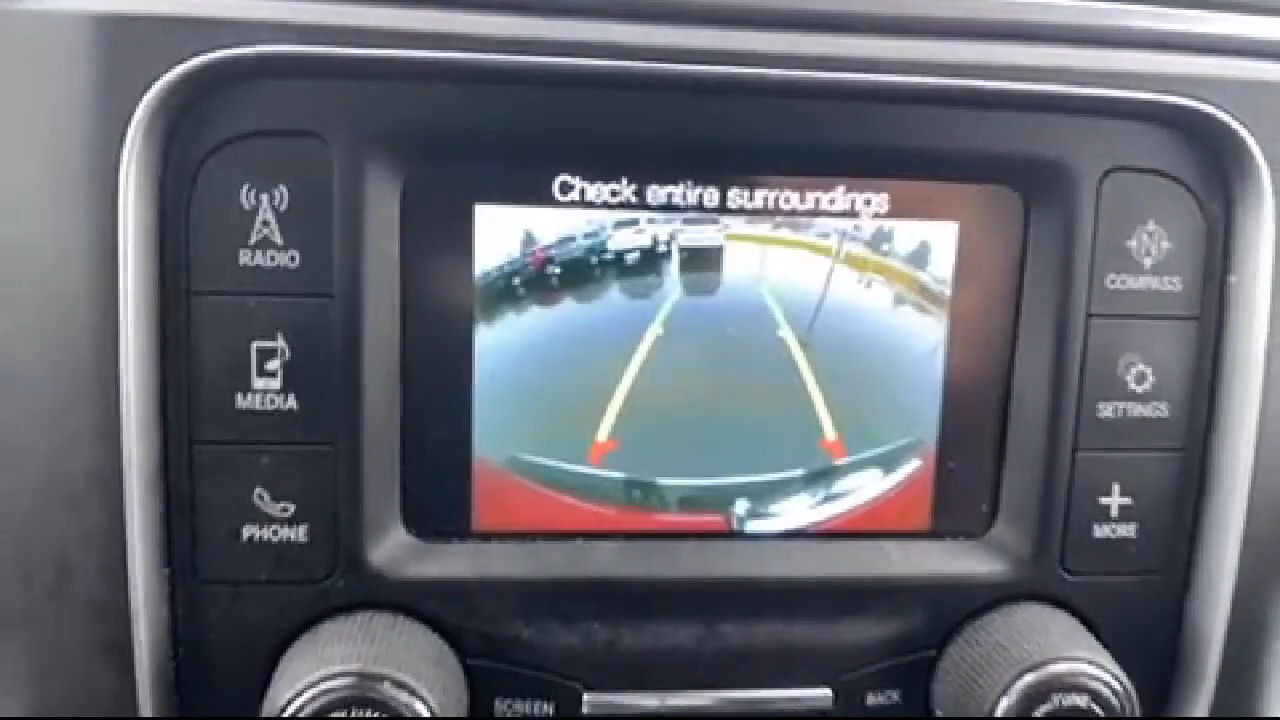 Check entire surroundings
RADIO
MEDIA
PHONE
N
COMPASS
SETTINGS
MORE
SCREEN
BACK